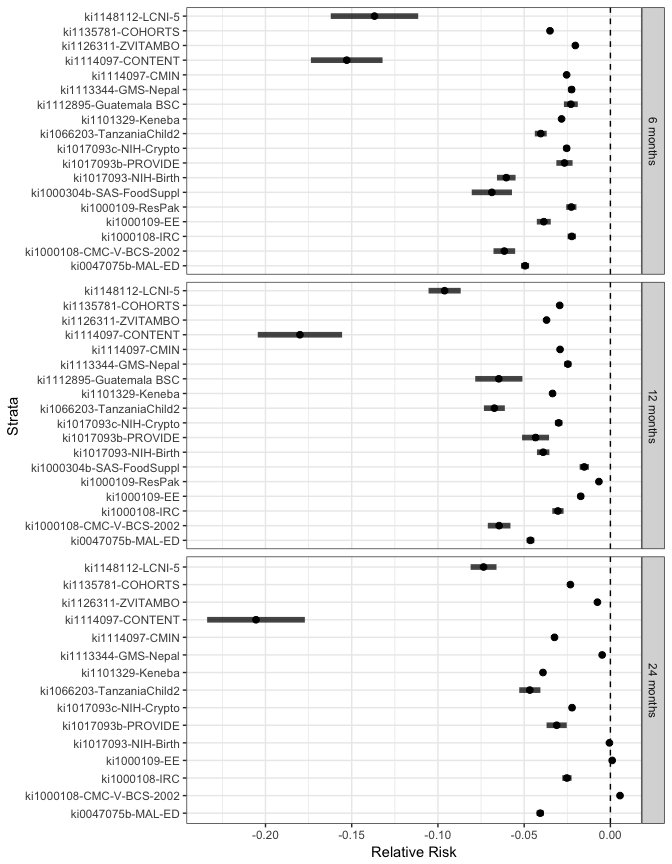 ki1148112-LCNI-5
ki1135781-COHORTS
ki1126311-ZVITAMBO
ki1114097-CONTENT
ki1114097-CMIN
ki1113344-GMS-Nepal
ki1112895-Guatemala BSC
ki1101329-Keneba
ki1066203-TanzaniaChild2
ki1017093c-NIH-Crypto
ki1017093b-PROVIDE
ki1017093-NIH-Birth
ki1000304b-SAS-FoodSuppl
ki1000109-ResPak
ki1000109-EE
ki1000108-IRC
ki1000108-CMC-V-BCS-2002
ki0047075b-MAL-ED
6 months
ki1148112-LCNI-5
ki1135781-COHORTS
ki1126311-ZVITAMBO
ki1114097-CONTENT
ki1114097-CMIN
ki1113344-GMS-Nepal
ki1112895-Guatemala BSC
ki1101329-Keneba
ki1066203-TanzaniaChild2
ki1017093c-NIH-Crypto
ki1017093b-PROVIDE
ki1017093-NIH-Birth
ki1000304b-SAS-FoodSuppl
ki1000109-ResPak
ki1000109-EE
ki1000108-IRC
ki1000108-CMC-V-BCS-2002
ki0047075b-MAL-ED
12 months
Strata
ki1148112-LCNI-5
ki1135781-COHORTS
ki1126311-ZVITAMBO
ki1114097-CONTENT
ki1114097-CMIN
ki1113344-GMS-Nepal
ki1101329-Keneba
ki1066203-TanzaniaChild2
ki1017093c-NIH-Crypto
ki1017093b-PROVIDE
ki1017093-NIH-Birth
ki1000109-EE
ki1000108-IRC
ki1000108-CMC-V-BCS-2002
ki0047075b-MAL-ED
24 months
-0.20 -0.15 -0.10 -0.05 0.00
Relative Risk